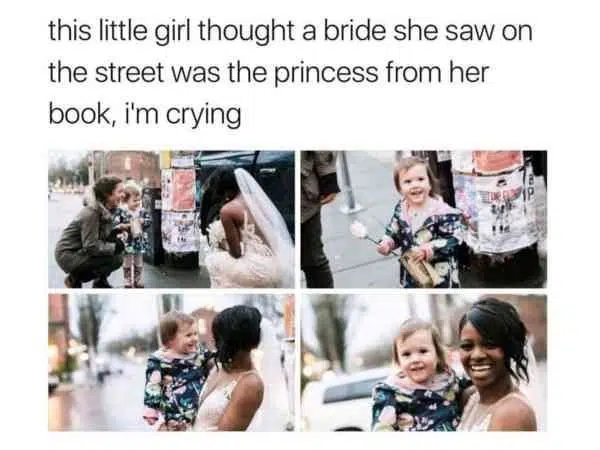 this little girl thought a bride she saw on
the street was the princess from her
book, i'm crying